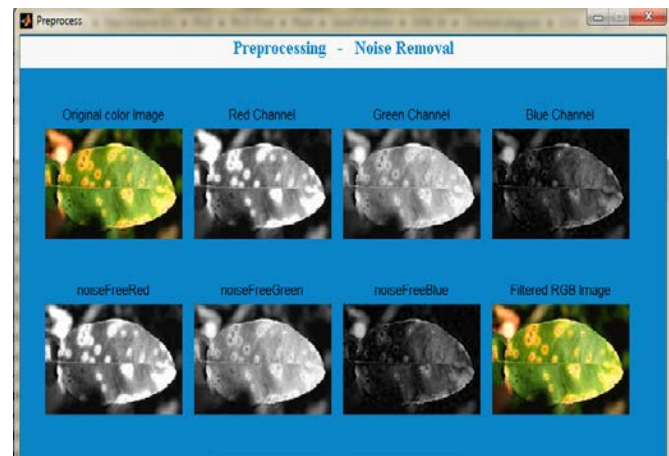 Preprocess
Preprocessing - Noise Removal
Original color Image Red Channel Green Channel Blue Channel
noiseFreeRed noiseFreeGreen noiseFreeBlue Filtered RGB Image